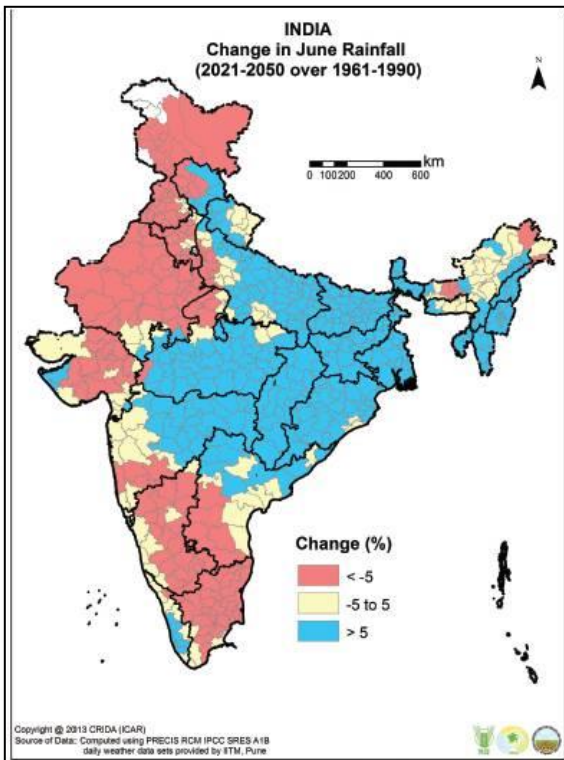 INDIA
Change in June Rainfall
(2021-2050 over 1961-1990)
N
km
0 100 200 400 600
Change (%)
< -5
-5 to 5
> 5
Copyright @ 2013 CRIDA (ICAR)
Source of Data: Computed using PRECIS RCM IPCC SRES A1B
daily weather data sets provided by IITM, Pune